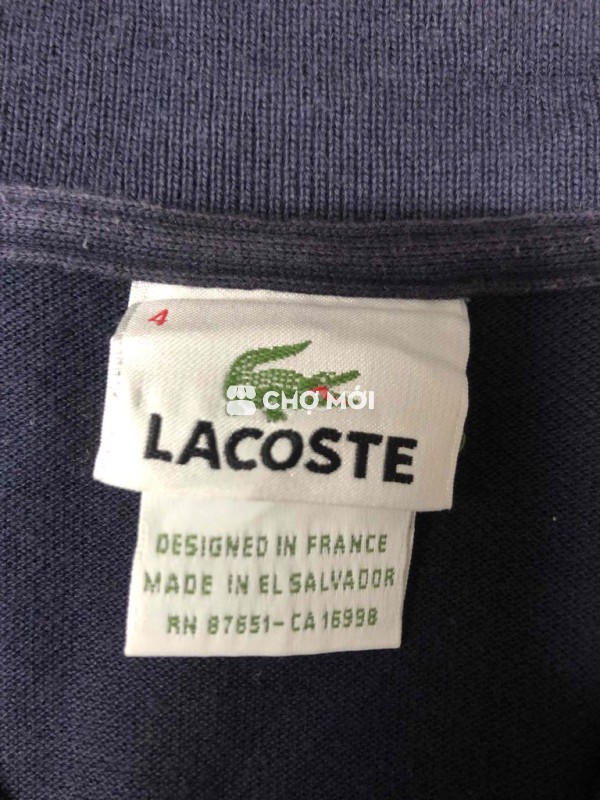 4
CHỢ MỚI
LACOSTE
DESIGNED IN FRANCE
MADE IN EL SALVADOR
RN 87651-CA 16998